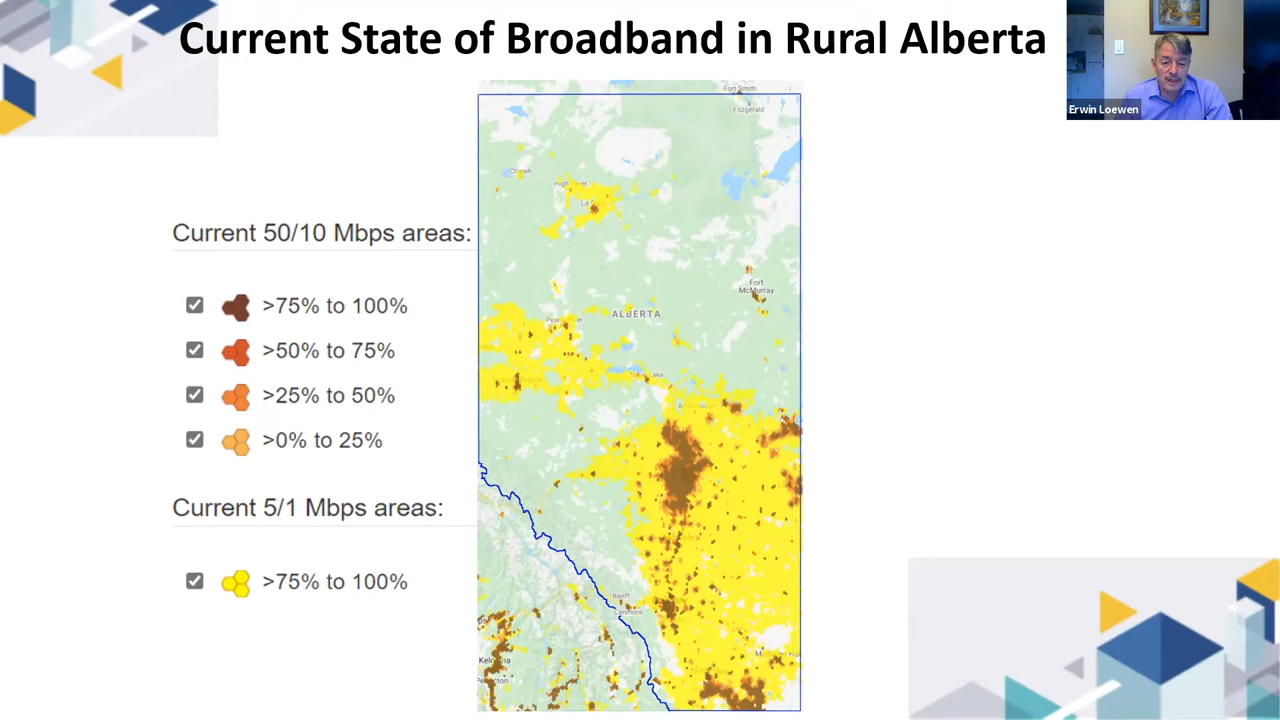 Current State of Broadband in Rural Alberta
Erwin Loewen
Current 50/10 Mbps areas:
>75% to 100%
>50% to 75%
>25% to 50%
>0% to 25%
Current 5/1 Mbps areas:
>75% to 100%
Fort Smith
Fitzgerald
Fort
McMurray
ALBERTA
Banff
Canmore